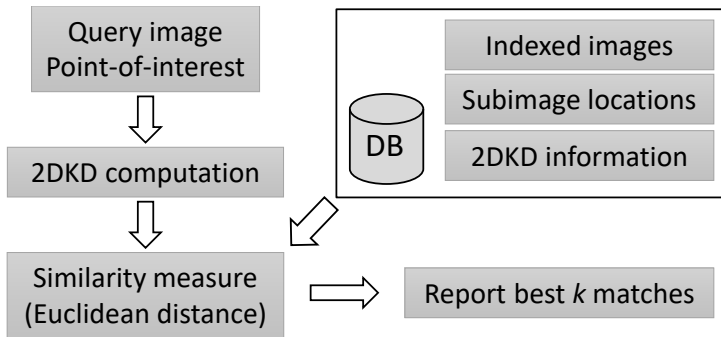 Query image
Point-of-interest
2DKD computation
Similarity measure
(Euclidean distance)
DB
Indexed images
Subimage locations
2DKD information
Report best k matches